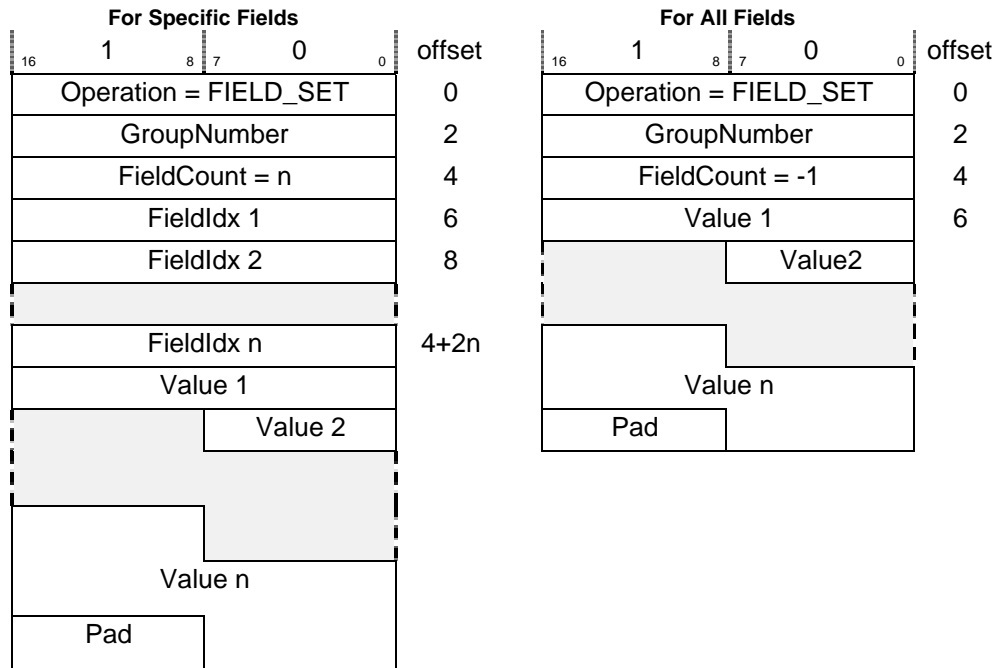 For Specific Fields
1 0 offset
16 8 7 0
Operation = FIELD_SET 0
GroupNumber 2
FieldCount = n 4
FieldIdx 1 6
FieldIdx 2 8
FieldIdx n 4+2n
Value 1
Value 2
Value n
Pad
For All Fields
1 0 offset
16 8 7 0
Operation = FIELD_SET 0
GroupNumber 2
FieldCount = -1 4
Value 1 6
Value2
Value n
Pad